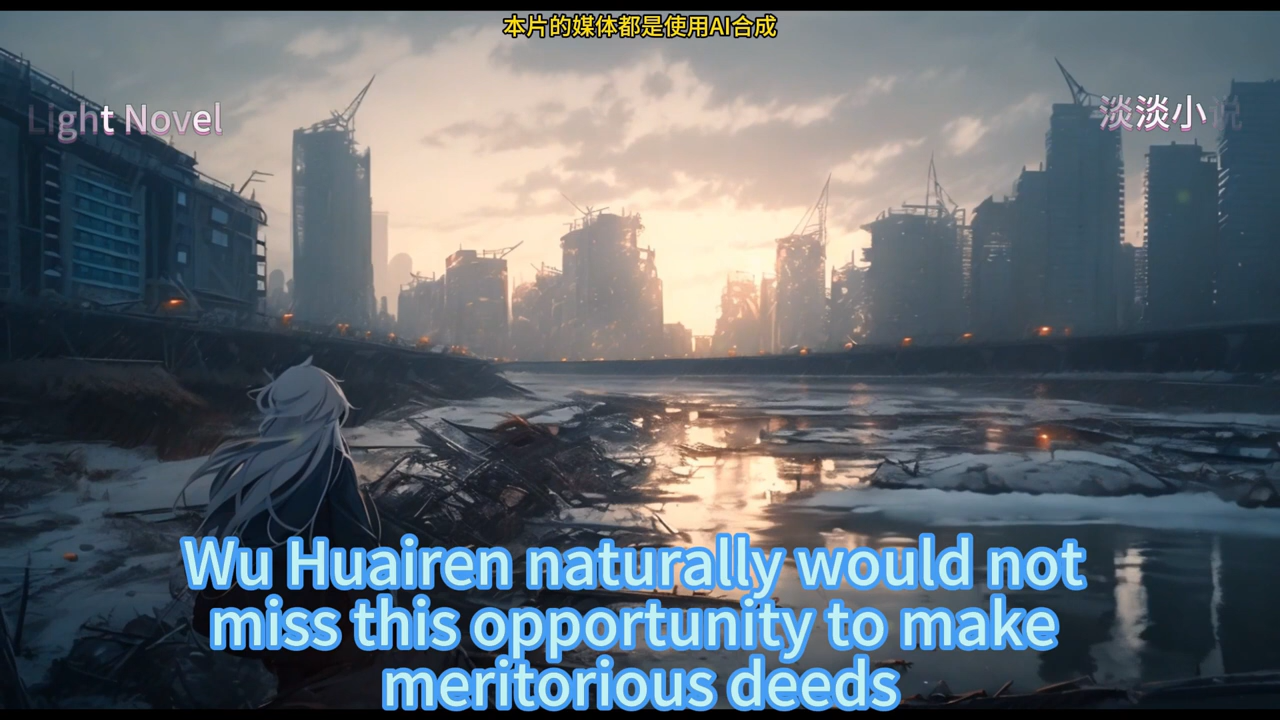 本片的媒体都是使用AI合成
Light Novel
淡淡小说
Wu Huairen naturally would not
miss this opportunity to make
meritorious deeds